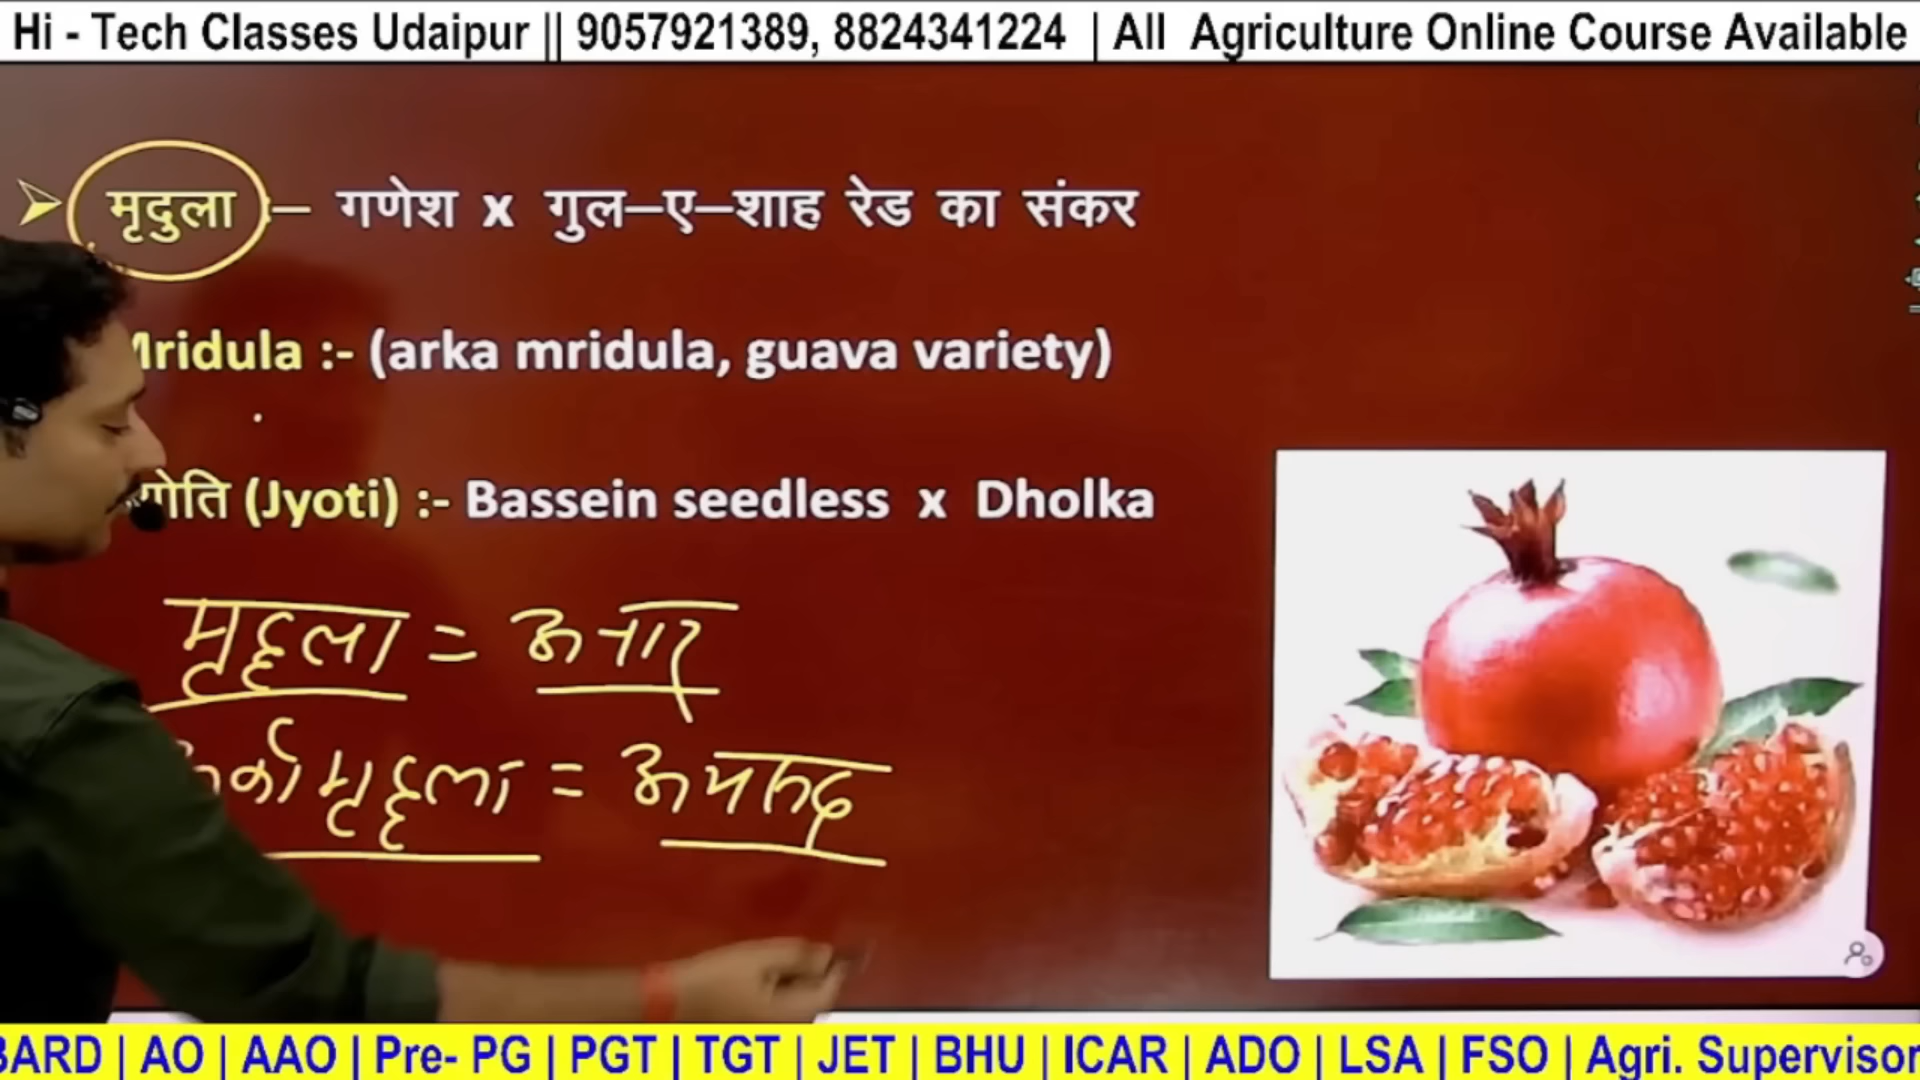 Hi - Tech Classes Udaipur || 9057921389, 8824341224 | All Agriculture Online Course Available
मृदुला :– गणेश x गुल–ए–शाह रेड का संकर
Mridula :- (arka mridula, guava variety)
(Jyoti) :- Bassein seedless x Dholka
मृदुला = अनार
मृदुला = अमरूद
BARD | AO | AAO | Pre- PG | PGT | TGT | JET | BHU | ICAR | ADO | LSA | FSO | Agri. Supervisor